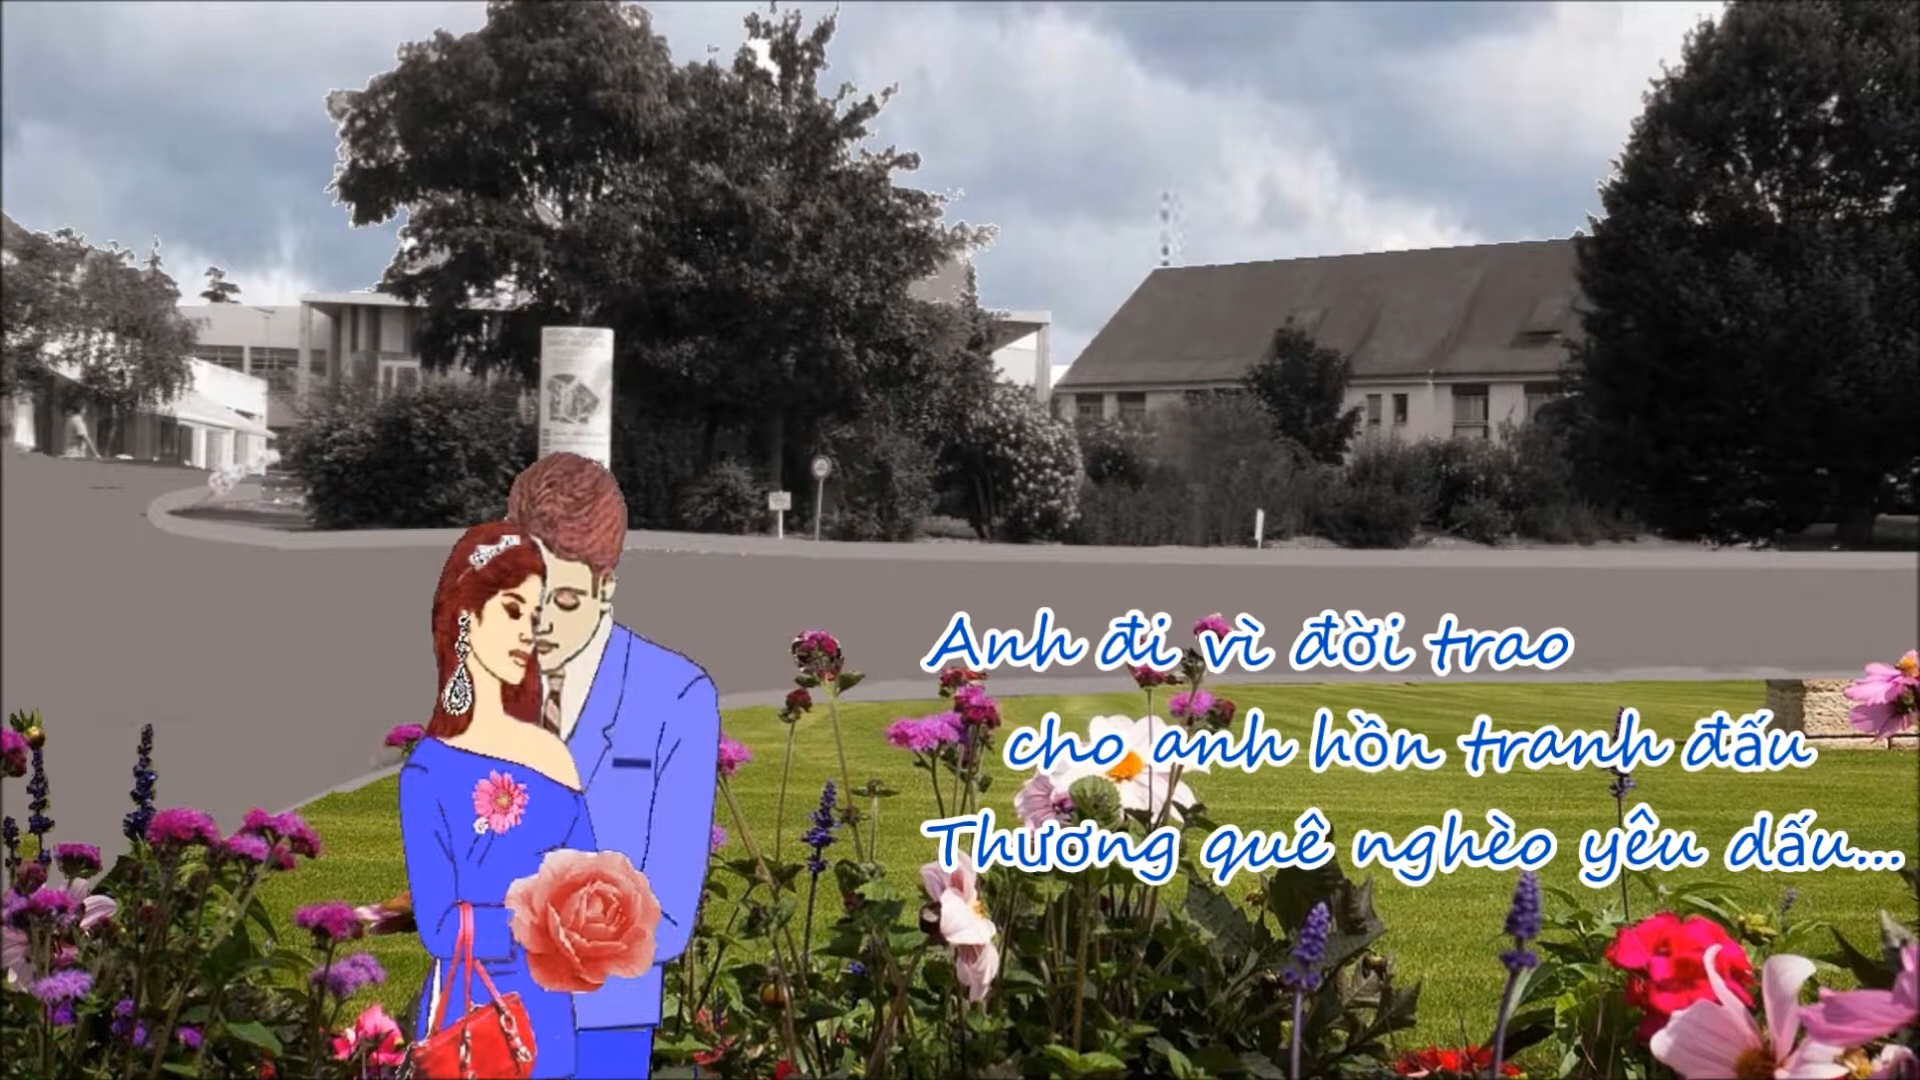 Anh đi vì đời trao
cho anh hồn tranh đấu
Thương quê nghèo yêu dấu...